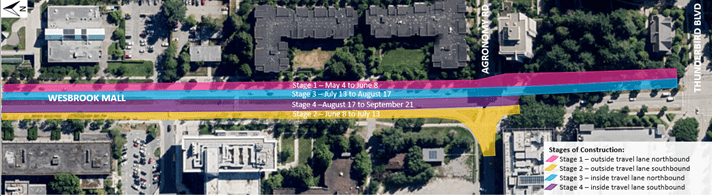 N
AGRONOMY RD
THUNDERBIRD BLVD
Stage 1 – May 4 to June 8
Stage 3 – July 13 to August 17
WESBROOK MALL
Stage 4 –August 17 to September 21
Stage 2 – June 8 to July 13
Stages of Construction:
Stage 1 – outside travel lane northbound
Stage 2 – outside travel lane southbound
Stage 3 – inside travel lane northbound
Stage 4 – inside travel lane southbound